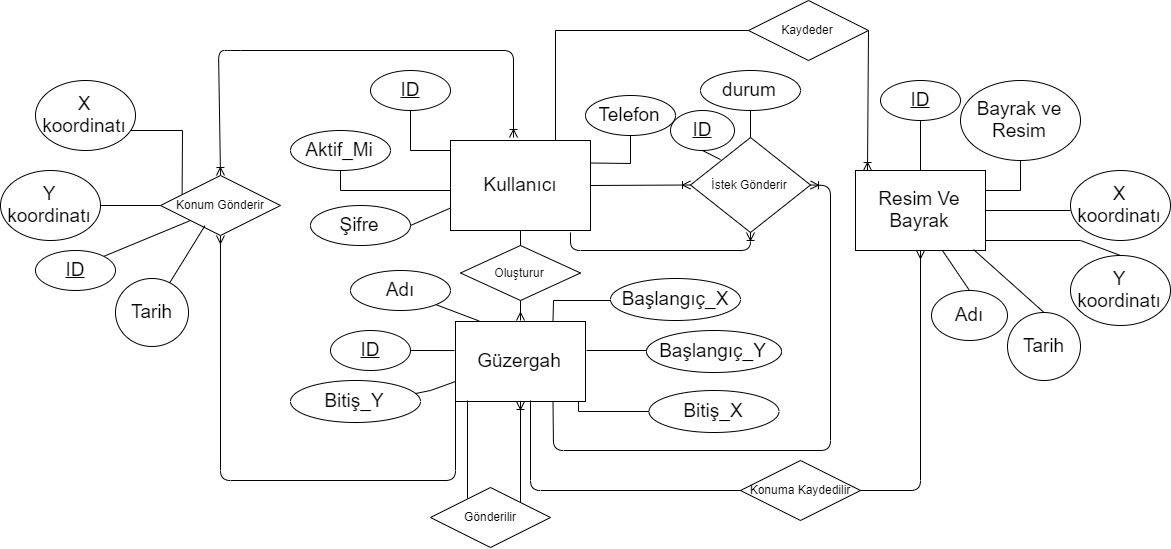 Kaydeder
X
koordinatı
ID
durum
Telefon
ID
ID
Bayrak ve
Resim
Aktif_Mi
Kullanıcı
İstek Gönderir
Y
koordinatı
Konum Gönderir
Resim Ve
Bayrak
X
koordinatı
Şifre
ID
Tarih
Oluşturur
Adı
Başlangıç_X
Y
koordinatı
Adı
Tarih
ID
Güzergah
Başlangıç_Y
Bitiş_Y
Bitiş_X
Konuma Kaydedilir
Gönderilir